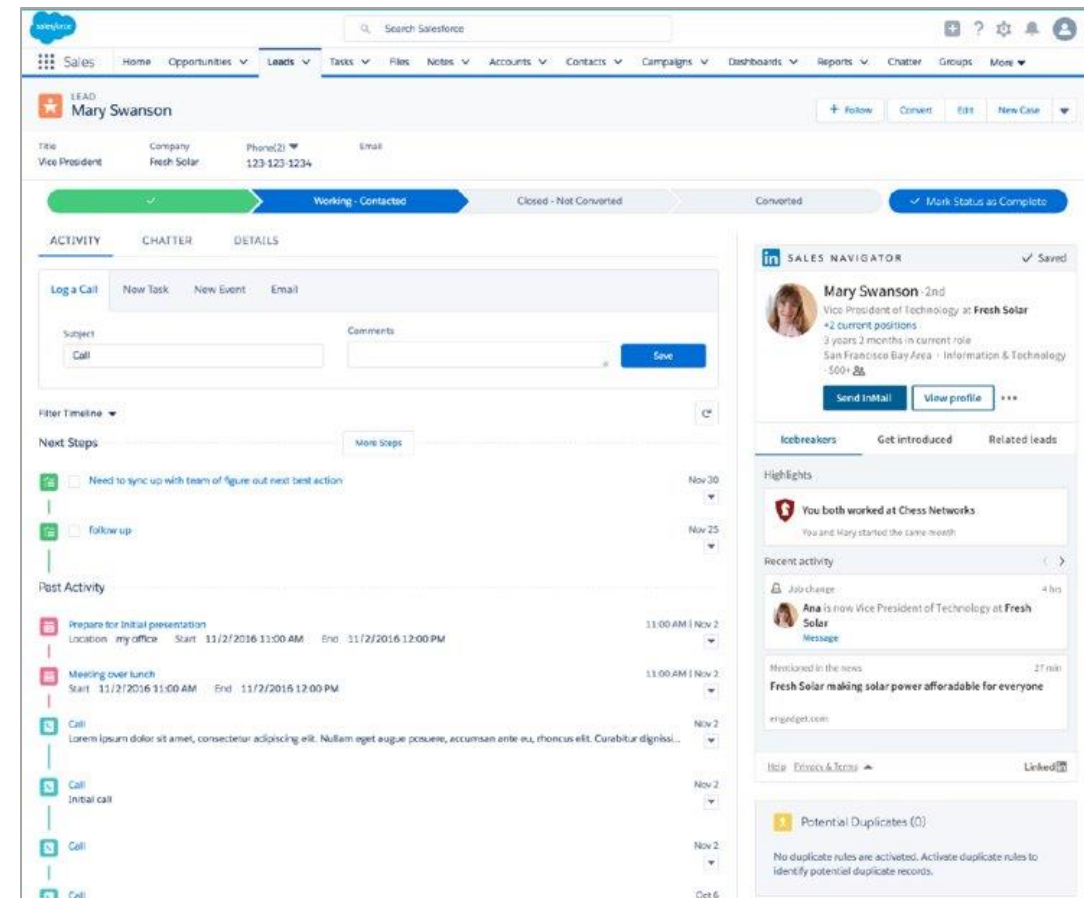 salesforce
Search Salesforce
Sales Home Opportunities Leads Tasks Files Notes Accounts Contacts Campaigns Dashboards Reports Chatter Groups More
LEAD
Mary Swanson
+ Follow Convert Edit New Case
Title Company Phone(2) Email
Vice President Fresh Solar 123-123-1234
Working - Contacted Closed - Not Converted Converted Mark Status as Complete
ACTIVITY CHATTER DETAILS
Log a Call New Task New Event Email
Subject Comments
Call
Save
Filter Timeline
Next Steps More Steps
Need to sync up with team of figure out next best action Nov 30
follow up Nov 25
Past Activity
Prepare for Initial presentation 11:00 AM | Nov 2
Location my office Start 11/2/2016 11:00 AM End 11/2/2016 12:00 PM
Meeting over lunch 11:00 AM | Nov 2
Start 11/2/2016 11:00 AM End 11/2/2016 12:00 PM
Call Nov 2
Lorem ipsum dolor sit amet, consectetur adipiscing elit. Nullam eget augue posuere, accumsan ante eu, rhoncus elit. Curabitur dignissi...
Call Nov 2
Initial call
Call Nov 2
Call Oct 6
in SALES NAVIGATOR Saved
Mary Swanson · 2nd
Vice President of Technology at Fresh Solar
+2 current positions
3 years 2 months in current role
San Francisco Bay Area · Information & Technology
· 500+
Send InMail View profile
Icebreakers Get introduced Related leads
Highlights
You both worked at Chess Networks
You and Mary started the same month
Recent activity
Job change 4 hrs
Ana is now Vice President of Technology at Fresh
Solar
Message
Mentioned in the news 27 min
Fresh Solar making solar power afforadable for everyone
engadget.com
Help Privacy & Terms LinkedIn
Potential Duplicates (0)
No duplicate rules are activated. Activate duplicate rules to
identify potential duplicate records.